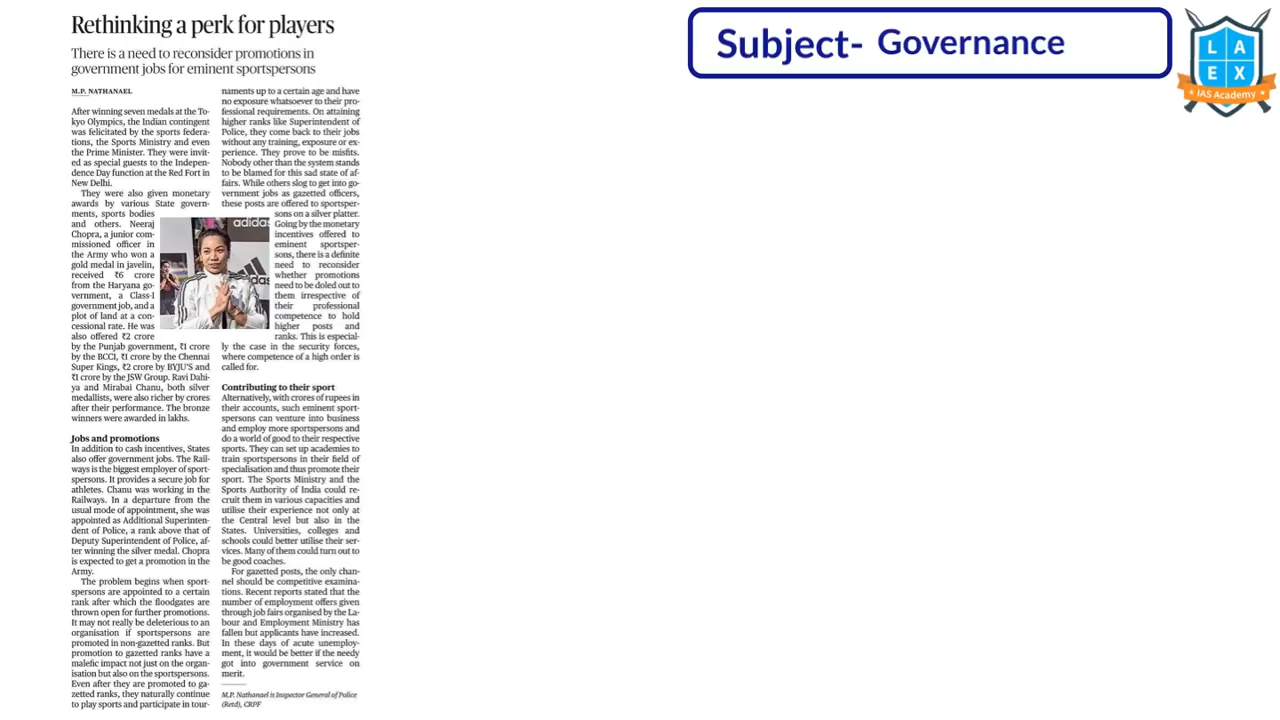 Rethinking a perk for players
There is a need to reconsider promotions in
government jobs for eminent sportspersons
M.P. NATHANAEL
After winning seven medals at the To-
kyo Olympics, the Indian contingent
was felicitated by the sports federa-
tions, the Sports Ministry and even
the Prime Minister. They were invit-
ed as special guests to the Indepen-
dence Day function at the Red Fort in
New Delhi.
They were also given monetary
awards by various State govern-
ments, sports bodies
and others. Neeraj
Chopra, a junior com-
missioned officer in
the Army who won a
gold medal in javelin,
received ₹6 crore
from the Haryana go-
vernment, a Class-I
government job, and a
plot of land at a con-
cessional rate. He was
also offered ₹2 crore
by the Punjab government, ₹1 crore
by the BCCI, ₹1 crore by the Chennai
Super Kings, ₹2 crore by BYJU'S and
₹1 crore by the JSW Group. Ravi Dahi-
ya and Mirabai Chanu, both silver
medallists, were also richer by crores
after their performance. The bronze
winners were awarded in lakhs.
Jobs and promotions
In addition to cash incentives, States
also offer government jobs. The Rail-
ways is the biggest employer of sport-
spersons. It provides a secure job for
athletes. Chanu was working in the
Railways. In a departure from the
usual mode of appointment, she was
appointed as Additional Superinten-
dent of Police, a rank above that of
Deputy Superintendent of Police, af-
ter winning the silver medal. Chopra
is expected to get a promotion in the
Army.
The problem begins when sport-
spersons are appointed to a certain
rank after which the floodgates are
thrown open for further promotions.
It may not really be deleterious to an
organisation if sportspersons are
promoted in non-gazetted ranks. But
promotion to gazetted ranks have a
malefic impact not just on the organ-
isation but also on the sportspersons.
Even after they are promoted to ga-
zetted ranks, they naturally continue
to play sports and participate in tour-
naments up to a certain age and have
no exposure whatsoever to their pro-
fessional requirements. On attaining
higher ranks like Superintendent of
Police, they come back to their jobs
without any training, exposure or ex-
perience. They prove to be misfits.
Nobody other than the system stands
to be blamed for this sad state of af-
fairs. While others slog to get into go-
vernment jobs as gazetted officers,
these posts are offered to sportsper-
sons on a silver platter.
Going by the monetary
incentives offered to
eminent sportsper-
sons, there is a definite
need to reconsider
whether promotions
need to be doled out to
them irrespective of
their professional
competence to hold
higher posts and
ranks. This is especial-
ly the case in the security forces,
where competence of a high order is
called for.
Contributing to their sport
Alternatively, with crores of rupees in
their accounts, such eminent sport-
spersons can venture into business
and employ more sportspersons and
do a world of good to their respective
sports. They can set up academies to
train sportspersons in their field of
specialisation and thus promote their
sport. The Sports Ministry and the
Sports Authority of India could re-
cruit them in various capacities and
utilise their experience not only at
the Central level but also in the
States. Universities, colleges and
schools could better utilise their ser-
vices. Many of them could turn out to
be good coaches.
For gazetted posts, the only chan-
nel should be competitive examina-
tions. Recent reports stated that the
number of employment offers given
through job fairs organised by the La-
bour and Employment Ministry has
fallen but applicants have increased.
In these days of acute unemploy-
ment, it would be better if the needy
got into government service on
merit.
M.P. Nathanael is Inspector General of Police
(Retd), CRPF
adidas
das
Subject- Governance
L A
E X
IAS Academy